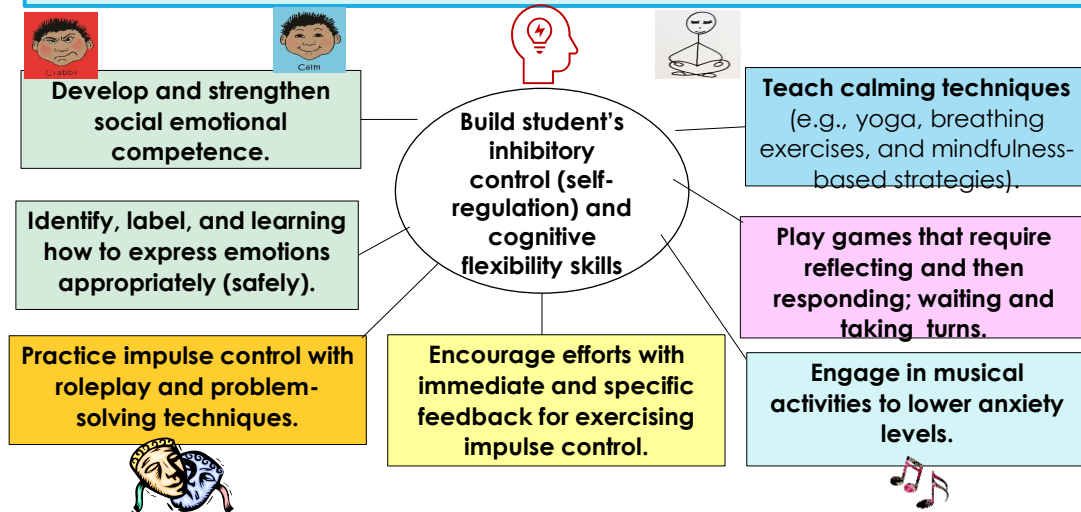 Crabby
Calm
Develop and strengthen
social emotional
competence.
Identify, label, and learning
how to express emotions
appropriately (safely).
Practice impulse control with
roleplay and problem-
solving techniques.
Build student's
inhibitory
control (self-
regulation) and
cognitive
flexibility skills
Encourage efforts with
immediate and specific
feedback for exercising
impulse control.
Teach calming techniques
(e.g., yoga, breathing
exercises, and mindfulness-
based strategies).
Play games that require
reflecting and then
responding; waiting and
taking turns.
Engage in musical
activities to lower anxiety
levels.